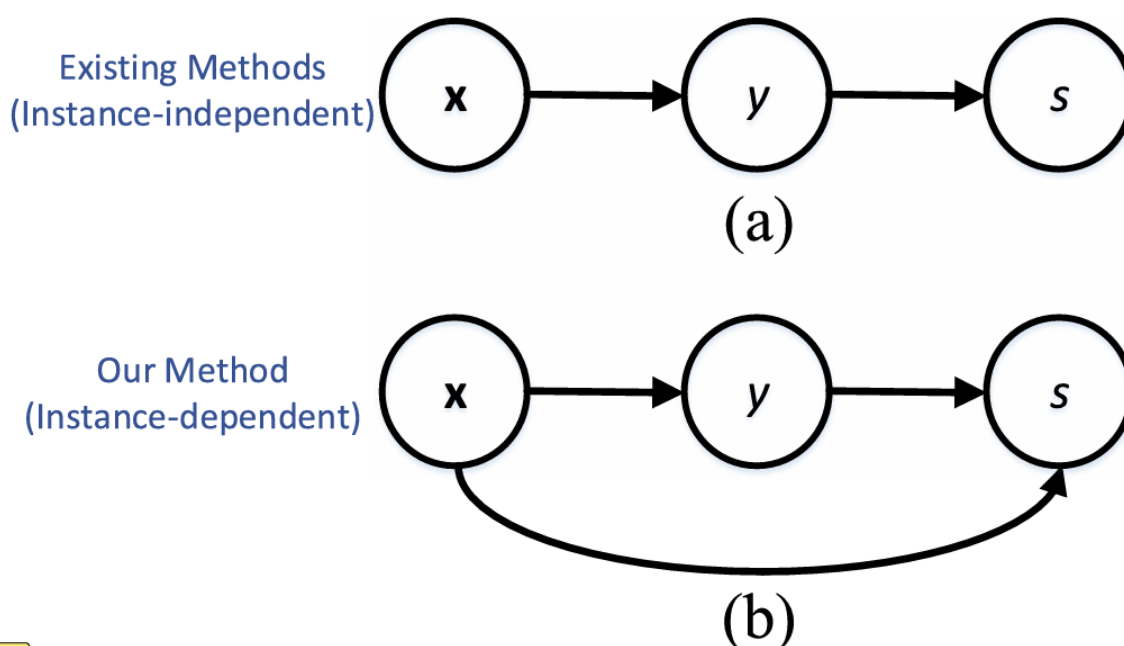 Existing Methods
(Instance-independent)
x
y
s
(a)
Our Method
(Instance-dependent)
x
y
s
(b)